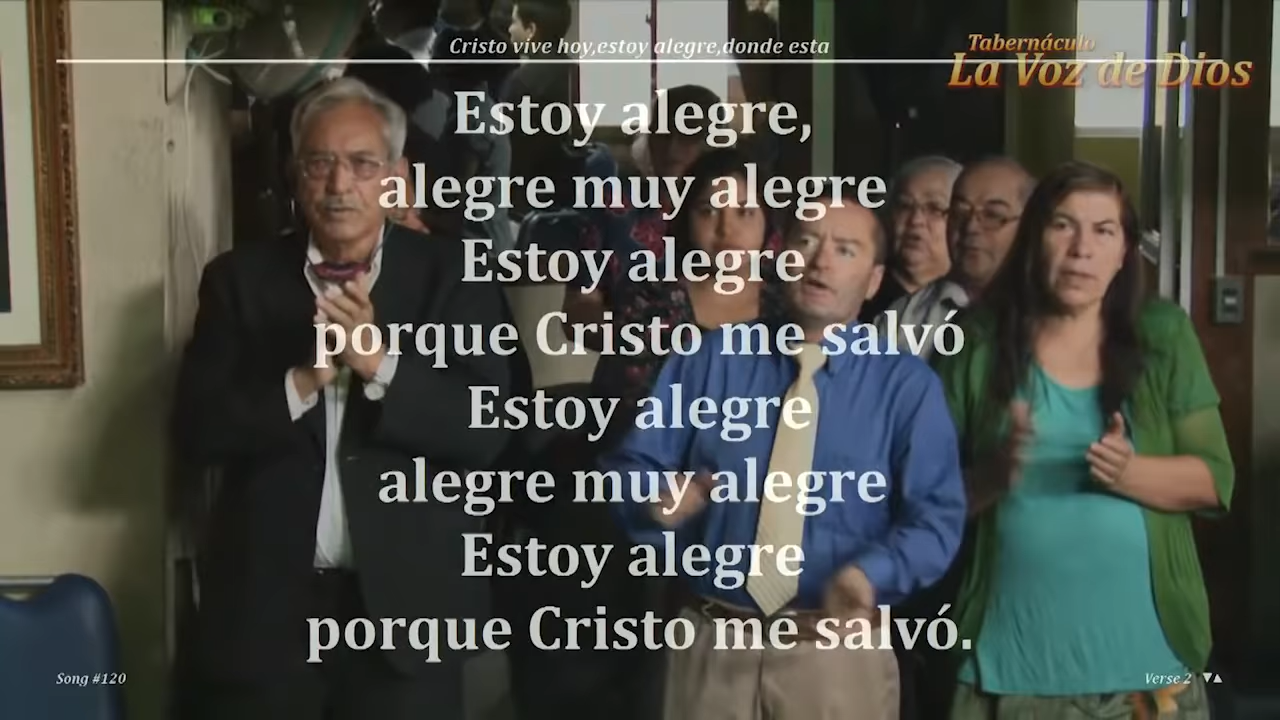 Cristo vive hoy,estoy alegre,donde esta
Tabernáculo
La Voz de Dios
Estoy alegre,
alegre muy alegre
Estoy alegre
porque Cristo me salvó
Estoy alegre
alegre muy alegre
Estoy alegre
porque Cristo me salvó.
Song #120
Verse 2 ▼▲